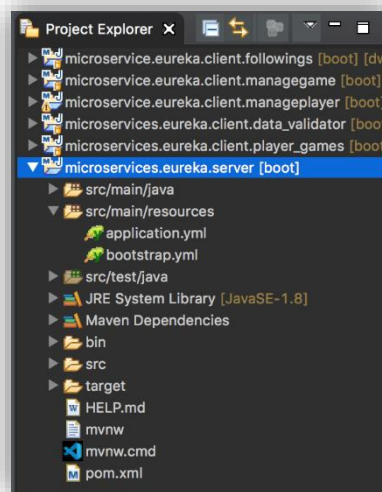 Project Explorer
microservice.eureka.client.followings [boot] [dw
microservice.eureka.client.managegame [boot]
microservice.eureka.client.manageplayer [boot]
microservices.eureka.client.data_validator [boo
microservices.eureka.client.player_games [boot
microservices.eureka.server [boot]
src/main/java
src/main/resources
application.yml
bootstrap.yml
src/test/java
JRE System Library [JavaSE-1.8]
Maven Dependencies
bin
src
target
HELP.md
mvnw
mvnw.cmd
pom.xml